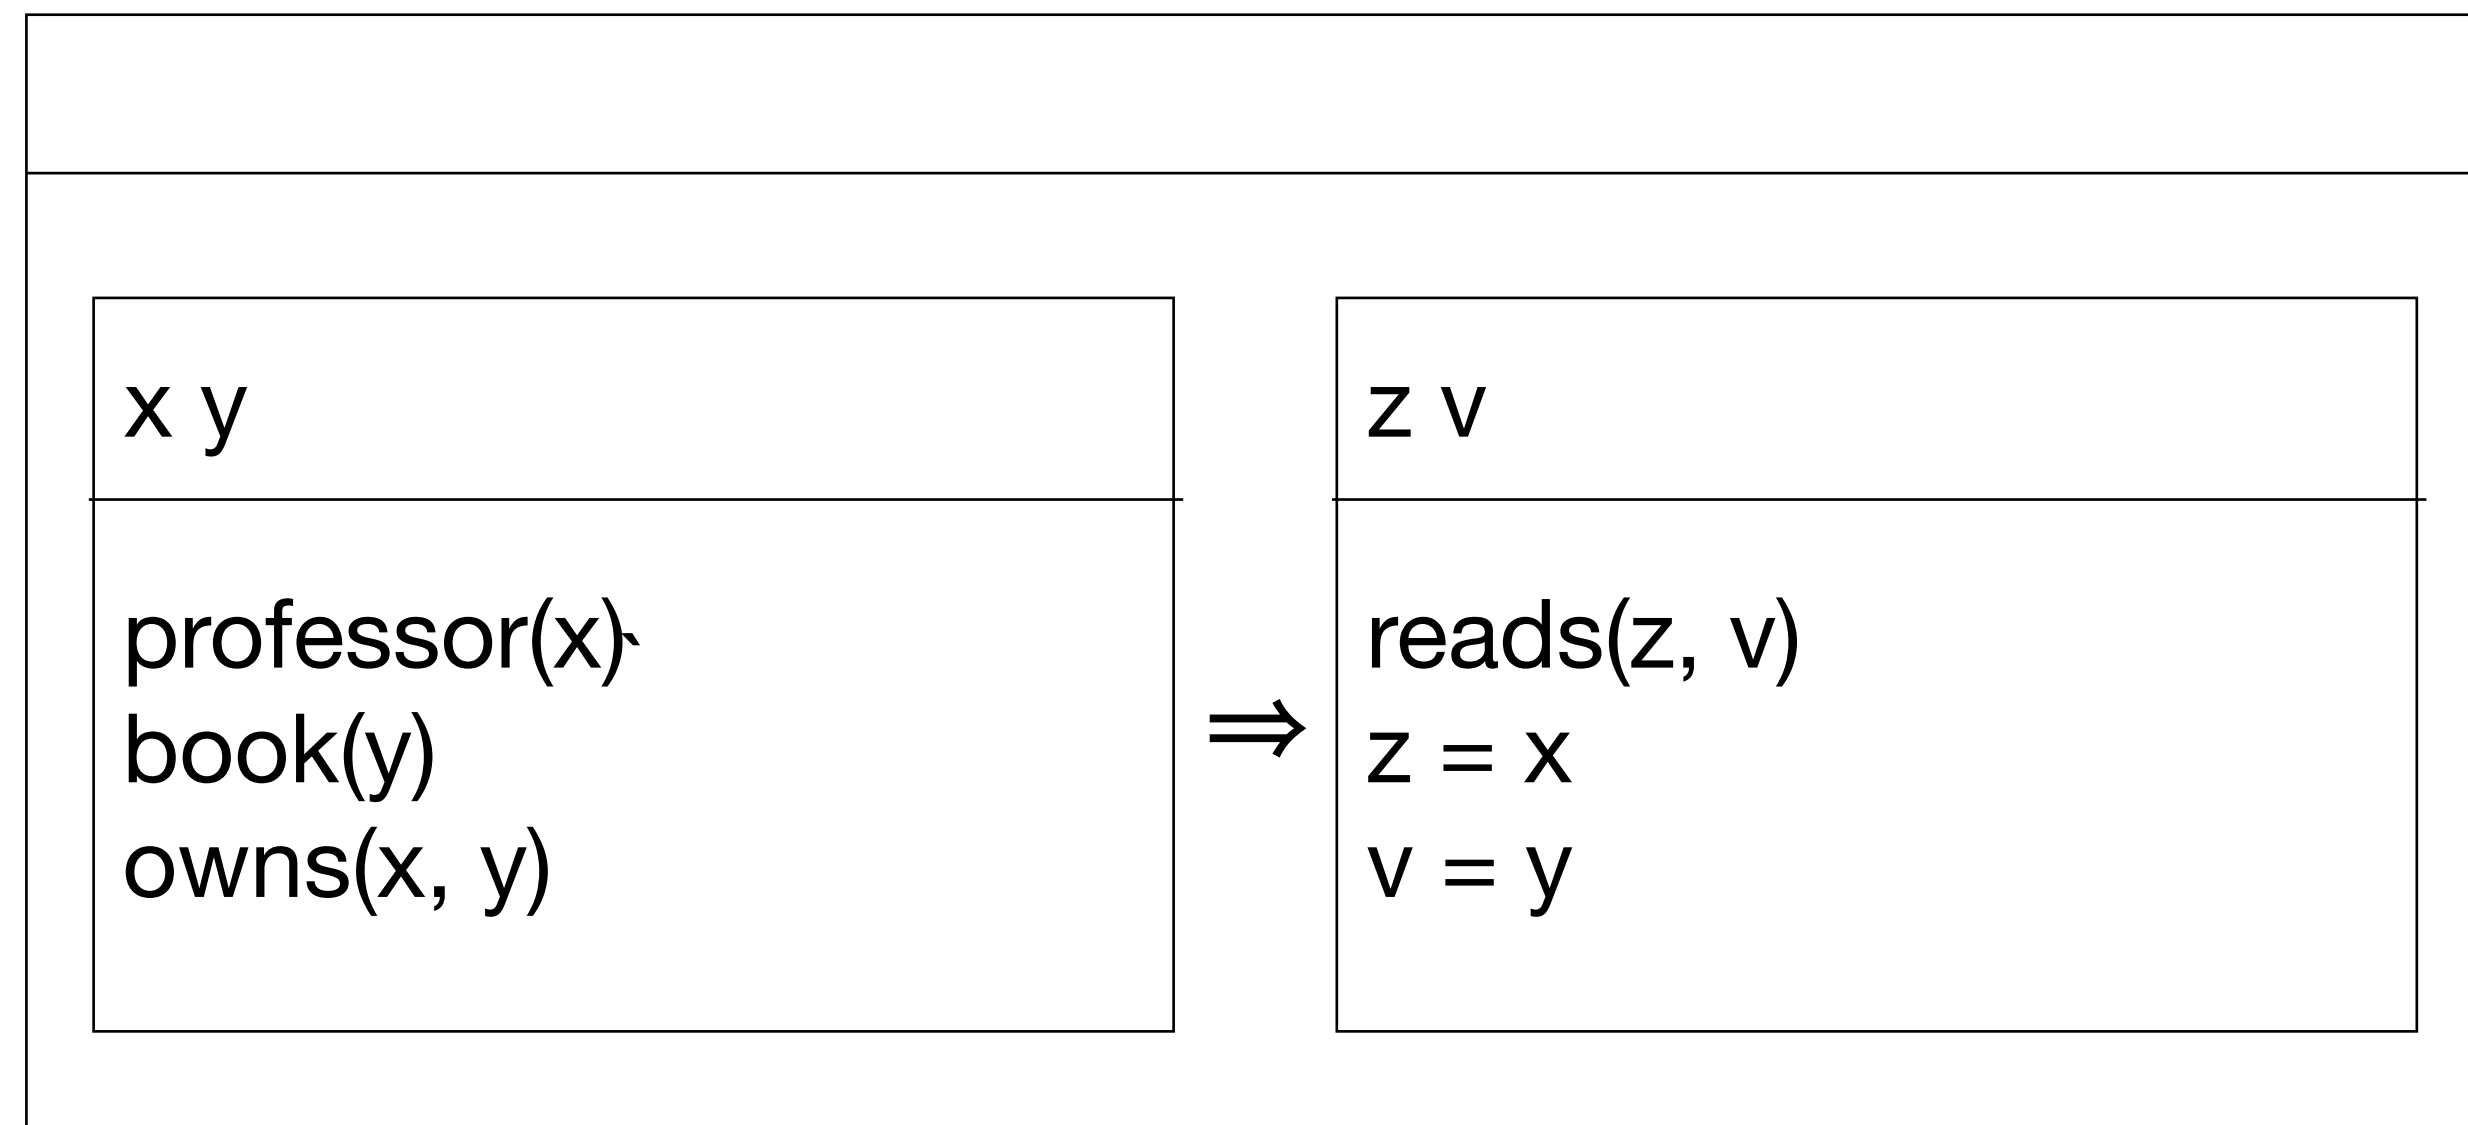 x y
professor(x)`
book(y)
owns(x, y)
⇒
z v
reads(z, v)
z = x
v = y